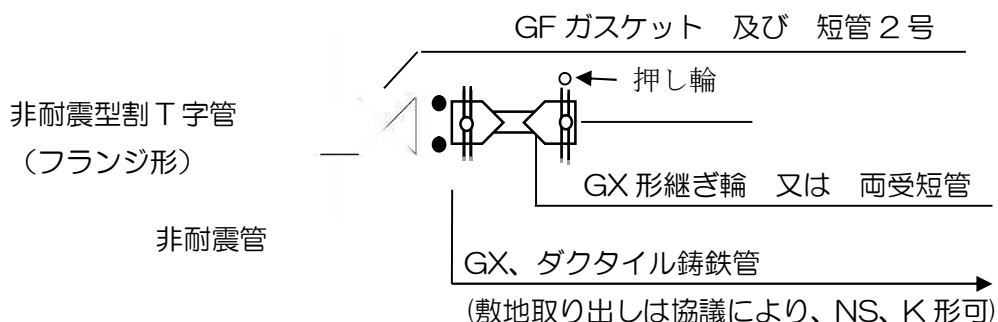 GF ガスケット　及び　短管２号
押し輪
非耐震型割Ｔ字管
（フランジ形）
GX 形継ぎ輪　又は　両受短管
非耐震管
GX、ダクタイル鋳鉄管
(敷地取り出しは協議により、NS、K 形可)